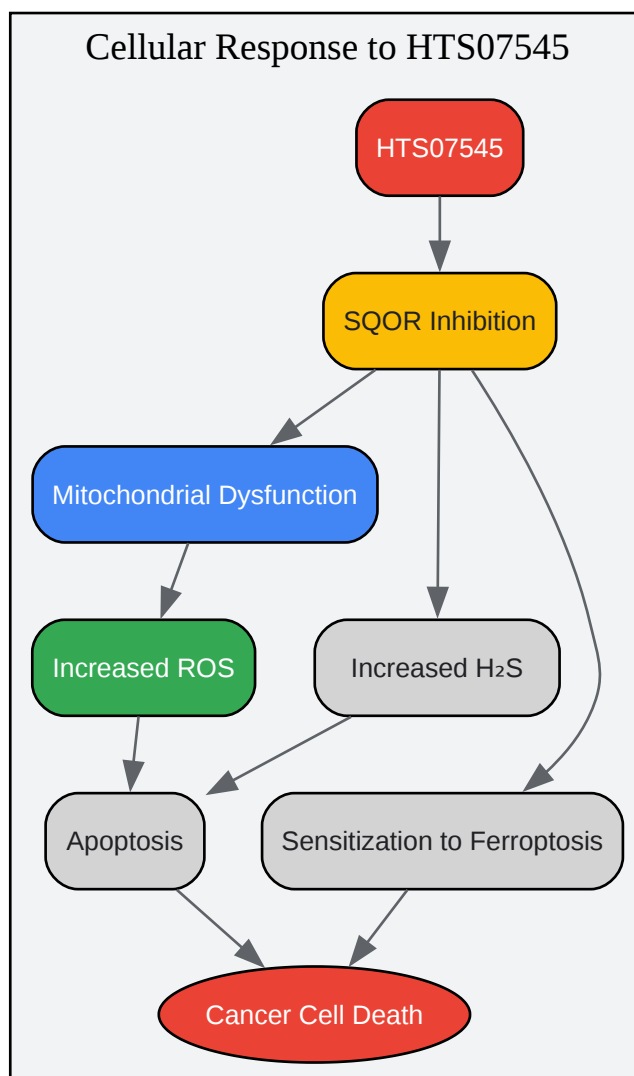 Cellular Response to HTS07545
HTS07545
SQOR Inhibition
Mitochondrial Dysfunction
Increased ROS
Increased H₂S
Apoptosis
Sensitization to Ferroptosis
Cancer Cell Death